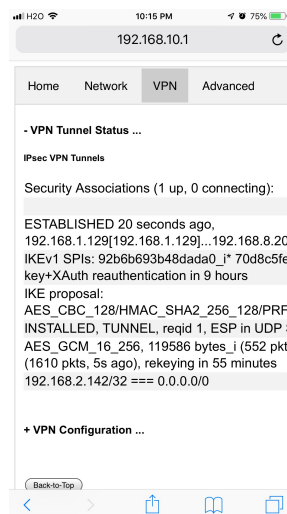 H2O 10:15 PM 75%
192.168.10.1
Home Network VPN Advanced
- VPN Tunnel Status ...
IPsec VPN Tunnels
Security Associations (1 up, 0 connecting):
ESTABLISHED 20 seconds ago,
192.168.1.129[192.168.1.129]...192.168.8.20
IKEv1 SPIs: 92b6b693b48dada0_i* 70d8c5fe
key+XAuth reauthentication in 9 hours
IKE proposal:
AES_CBC_128/HMAC_SHA2_256_128/PRF
INSTALLED, TUNNEL, reqid 1, ESP in UDP
AES_GCM_16_256, 119586 bytes_i (552 pkt
(1610 pkts, 5s ago), rekeying in 55 minutes
192.168.2.142/32 === 0.0.0.0/0
+ VPN Configuration ...
Back-to-Top